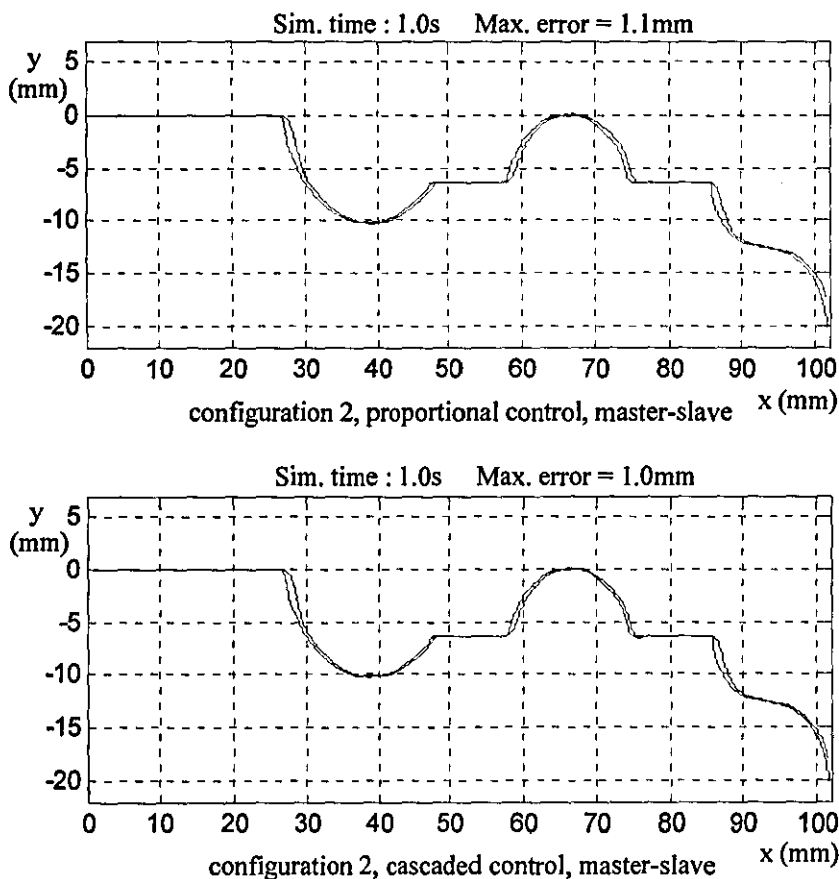 Sim. time : 1.0s Max. error = 1.1mm
y
(mm)
5
0
-5
-10
-15
-20
0 10 20 30 40 50 60 70 80 90 100
x (mm)
configuration 2, proportional control, master-slave
Sim. time : 1.0s Max. error = 1.0mm
y
(mm)
5
0
-5
-10
-15
-20
0 10 20 30 40 50 60 70 80 90 100
x (mm)
configuration 2, cascaded control, master-slave